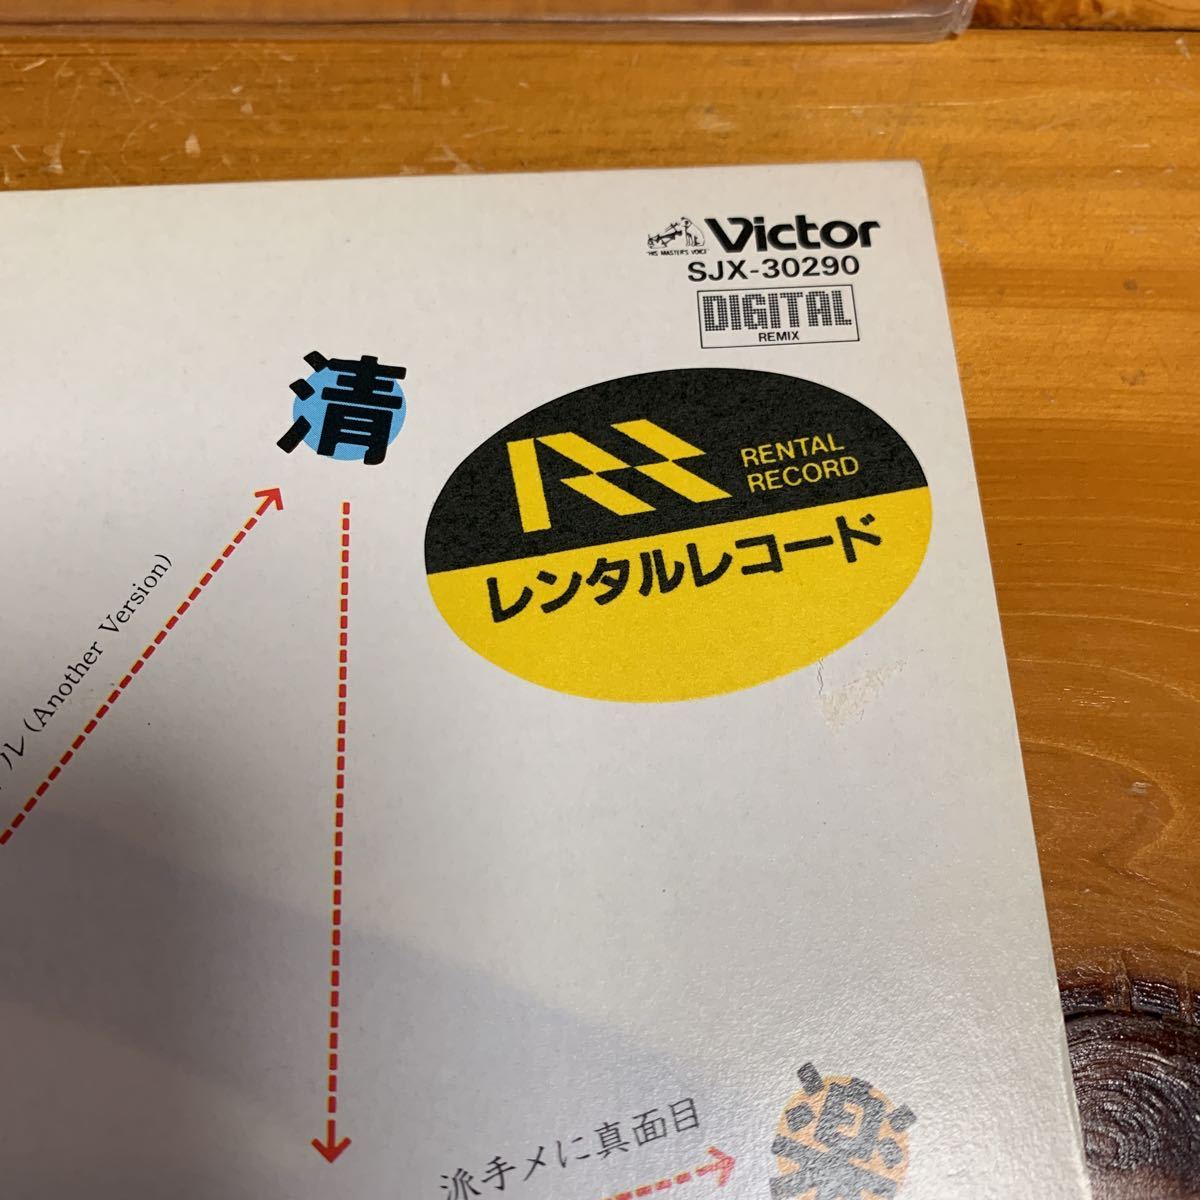 "HIS MASTER'S VOICE"
Victor
SJX-30290
DIGITAL
REMIX
清
RENTAL
RECORD
レンタルレコード
ル (Another Version)
派手メに真面目